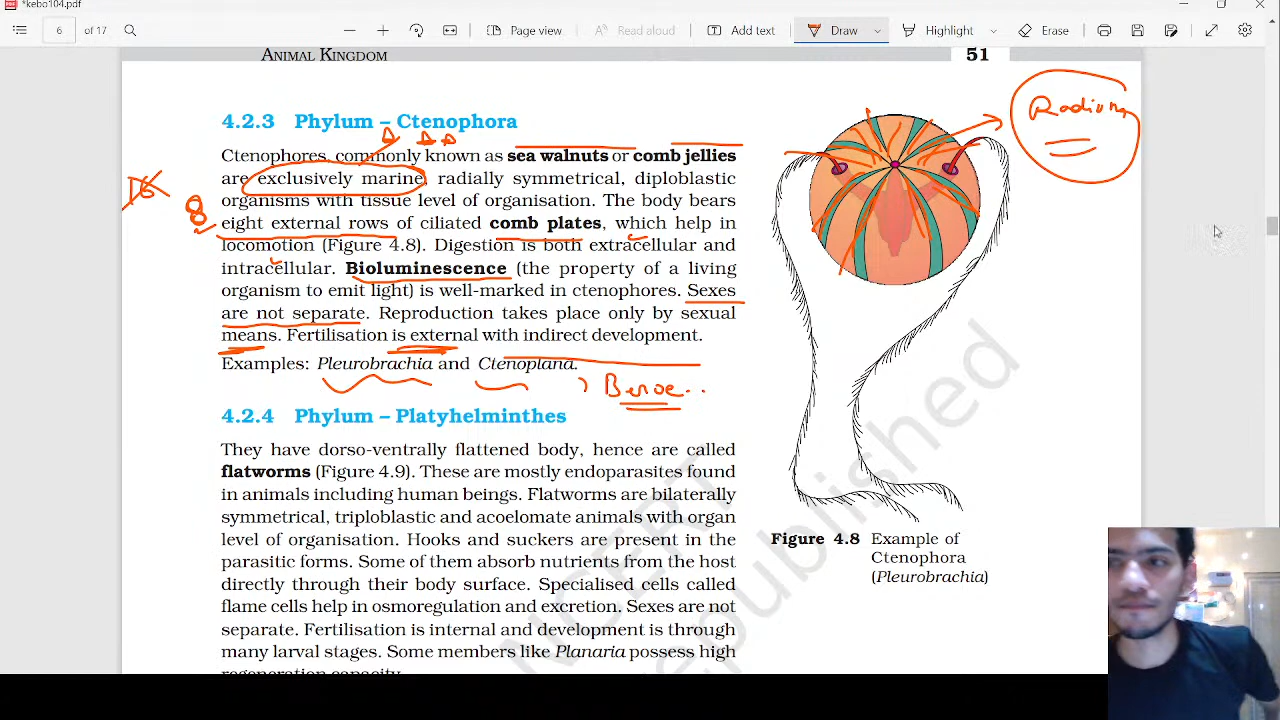 *kebo104.pdf
6 of 17
Page view
Read aloud
Add text
Draw
Highlight
Erase
ANIMAL KINGDOM 51
4.2.3 Phylum – Ctenophora
Ctenophores, commonly known as sea walnuts or comb jellies
are exclusively marine, radially symmetrical, diploblastic
organisms with tissue level of organisation. The body bears
eight external rows of ciliated comb plates, which help in
locomotion (Figure 4.8). Digestion is both extracellular and
intracellular. Bioluminescence (the property of a living
organism to emit light) is well-marked in ctenophores. Sexes
are not separate. Reproduction takes place only by sexual
means. Fertilisation is external with indirect development.
Examples: Pleurobrachia and Ctenoplana.
, Beroe..
16
8
4.2.4 Phylum – Platyhelminthes
They have dorso-ventrally flattened body, hence are called
flatworms (Figure 4.9). These are mostly endoparasites found
in animals including human beings. Flatworms are bilaterally
symmetrical, triploblastic and acoelomate animals with organ
level of organisation. Hooks and suckers are present in the
parasitic forms. Some of them absorb nutrients from the host
directly through their body surface. Specialised cells called
flame cells help in osmoregulation and excretion. Sexes are not
separate. Fertilisation is internal and development is through
many larval stages. Some members like Planaria possess high
regeneration capacity.
Radium
Figure 4.8 Example of
Ctenophora
(Pleurobrachia)
NCERT
republished